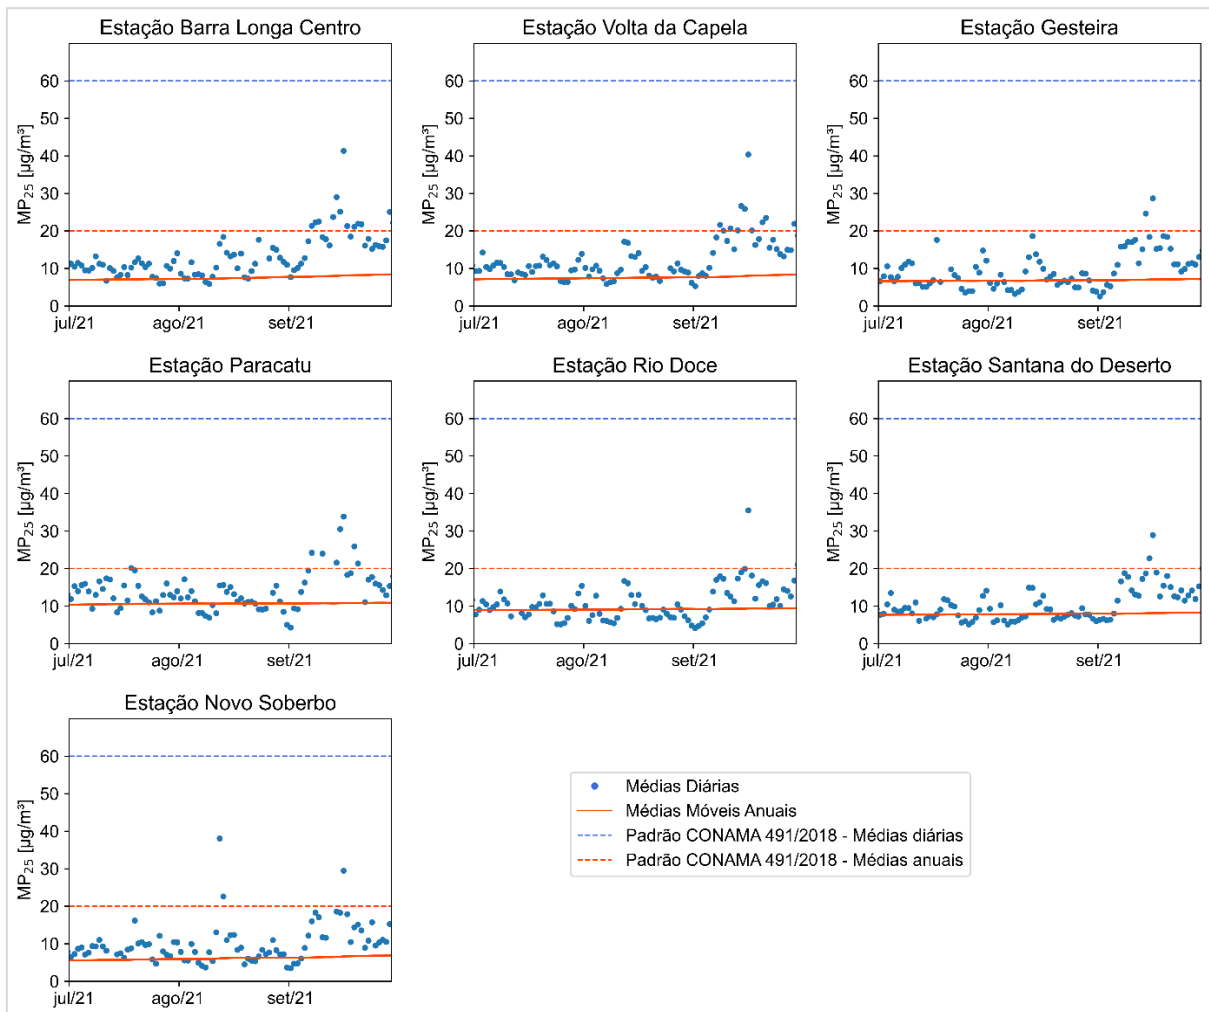 Estação Barra Longa Centro
MP₂₅ [µg/m³]
60
50
40
30
20
10
0
jul/21 ago/21 set/21
Estação Volta da Capela
MP₂₅ [µg/m³]
60
50
40
30
20
10
0
jul/21 ago/21 set/21
Estação Gesteira
MP₂₅ [µg/m³]
60
50
40
30
20
10
0
jul/21 ago/21 set/21
Estação Paracatu
MP₂₅ [µg/m³]
60
50
40
30
20
10
0
jul/21 ago/21 set/21
Estação Rio Doce
MP₂₅ [µg/m³]
60
50
40
30
20
10
0
jul/21 ago/21 set/21
Estação Santana do Deserto
MP₂₅ [µg/m³]
60
50
40
30
20
10
0
jul/21 ago/21 set/21
Estação Novo Soberbo
MP₂₅ [µg/m³]
60
50
40
30
20
10
0
jul/21 ago/21 set/21
Médias Diárias
Médias Móveis Anuais
Padrão CONAMA 491/2018 - Médias diárias
Padrão CONAMA 491/2018 - Médias anuais